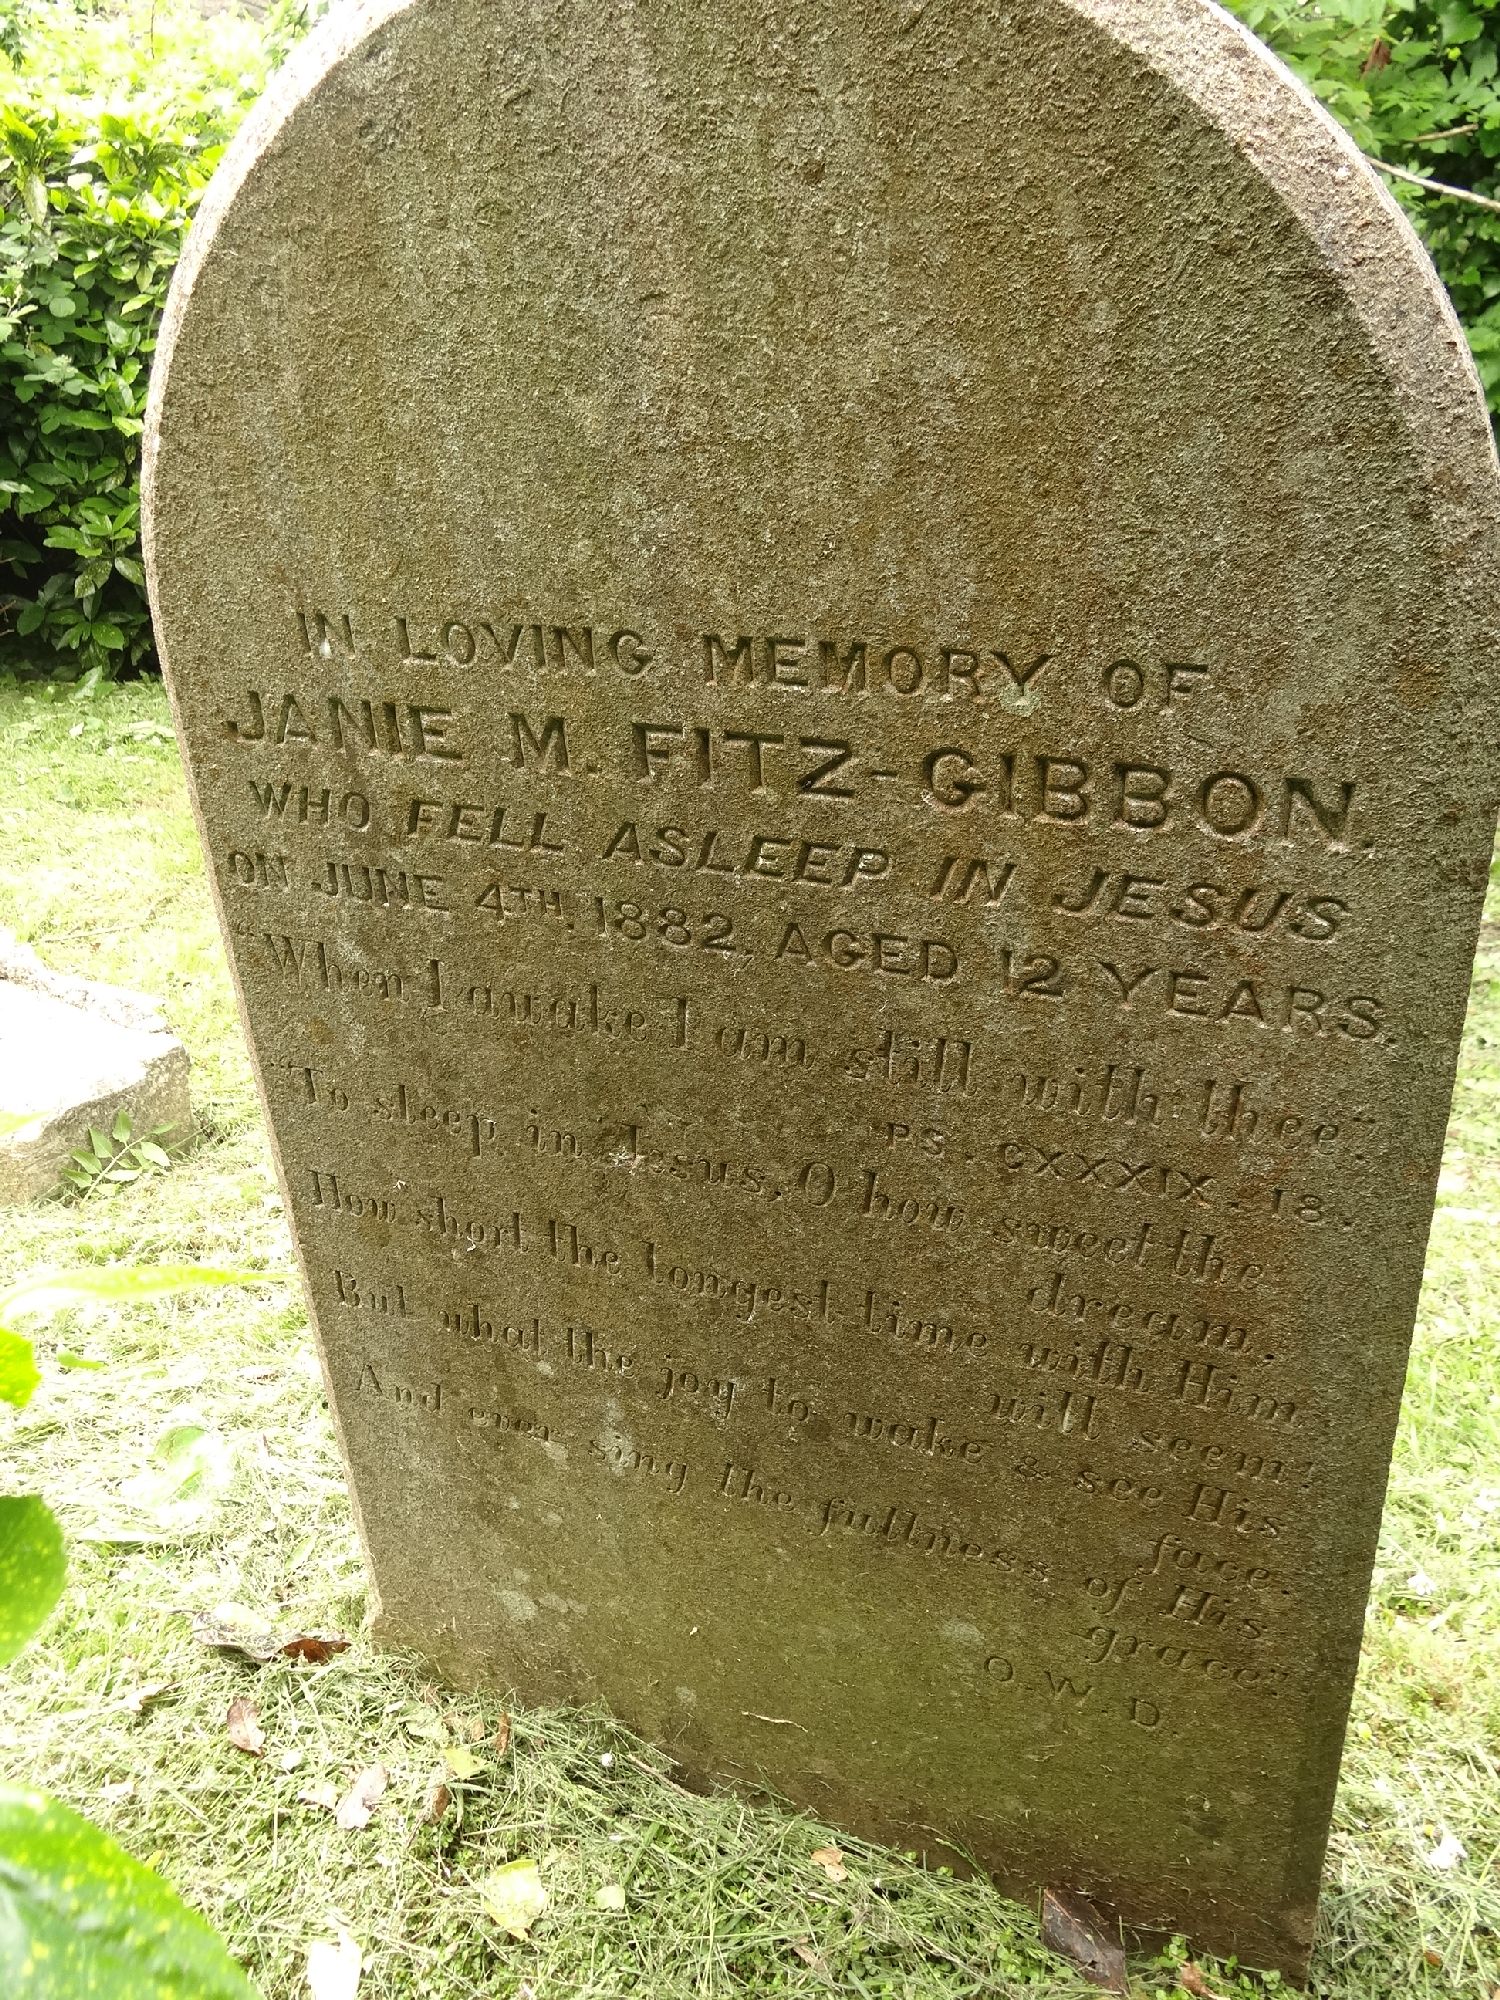 IN LOVING MEMORY OF
JANIE M. FITZ-GIBBON.
WHO FELL ASLEEP IN JESUS
ON JUNE 4TH. 1882. AGED 12 YEARS.
"When I awake I am still with thee".
PS. CXXXIX. 18.
"To sleep in Jesus, O how sweet the
dream.
How short the longest time with Him
will seem!
But what the joy to wake & see His
face.
And ever sing the fullness of His
grace."
O.W.D.